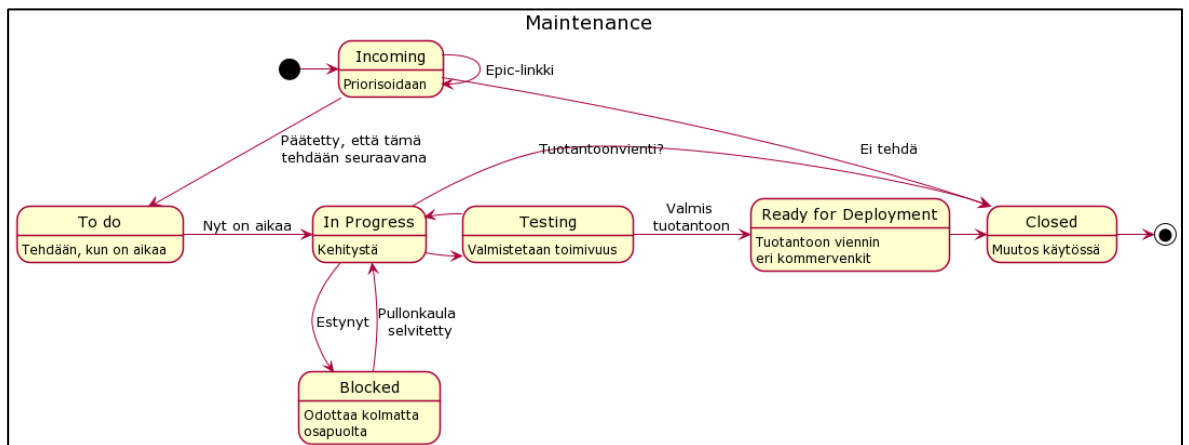 Maintenance
Incoming
Priorisoidaan
Epic-linkki
Päätetty, että tämä
tehdään seuraavana
Tuotantoonvienti?
Ei tehdä
To do
Tehdään, kun on aikaa
Nyt on aikaa
In Progress
Kehitystä
Testing
Valmistetaan toimivuus
Valmis
tuotantoon
Ready for Deployment
Tuotantoon viennin
eri kommervenkit
Closed
Muutos käytössä
Estynyt
Pullonkaula
selvitetty
Blocked
Odottaa kolmatta
osapuolta